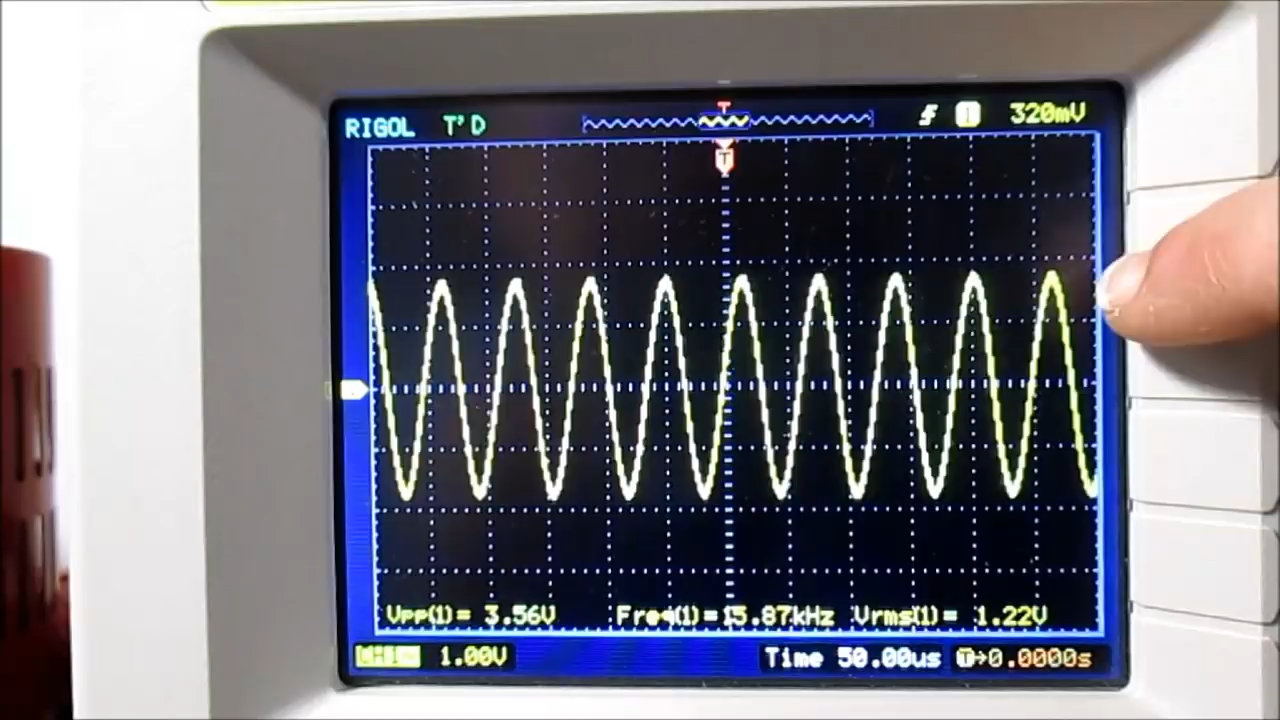 RIGOL T'D T 1 320mV
T
Vpp(1)= 3.56V Freq(1)=15.87kHz Vrms(1)= 1.22V
1.00V Time 50.00us T→0.0000s